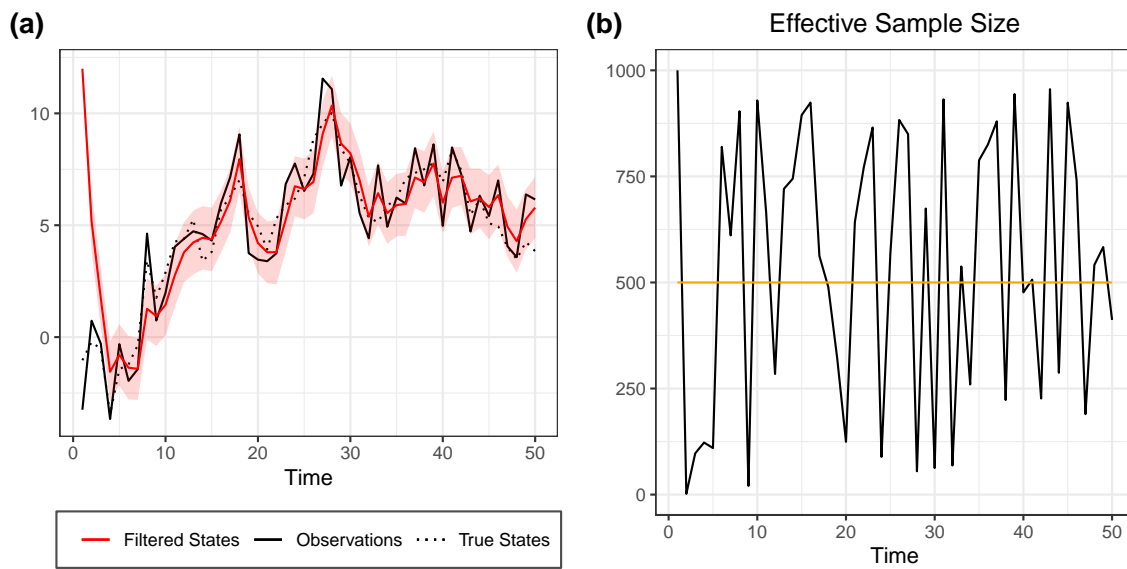 (a)
10
5
0
0
10
20
30
40
50
Time
Filtered States
Observations
True States
(b)
Effective Sample Size
1000
750
500
250
0
0
10
20
30
40
50
Time